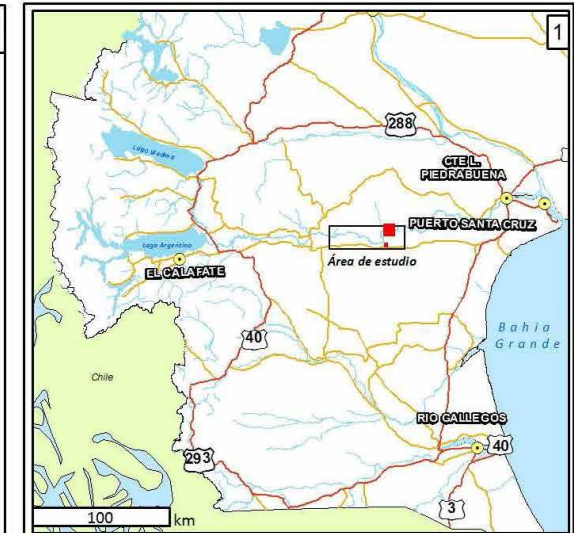 1
288
Lago Viedma
CTE L.
PIEDRABUENA
PUERTO SANTA CRUZ
Lago Argentino
Área de estudio
EL CALAFATE
Bahia
Grande
40
Chile
RIO GALLEGOS
40
293
3
100
km